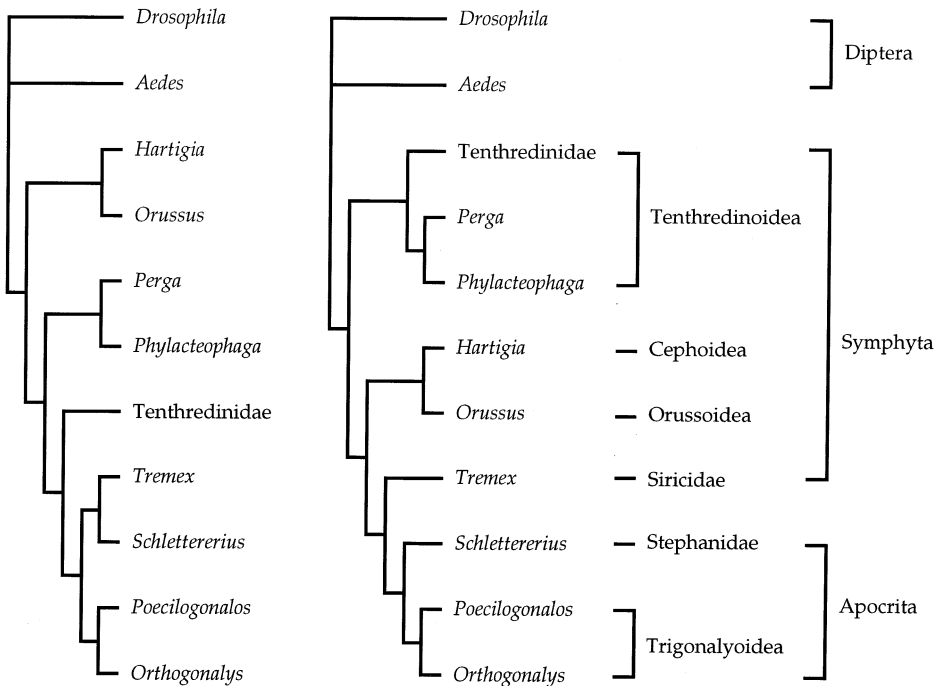 Drosophila
Aedes
Hartigia
Orussus
Perga
Phylacteophaga
Tenthredinidae
Tremex
Schlettererius
Poecilogonalos
Orthogonalys
Drosophila
Aedes
Tenthredinidae
Perga
Phylacteophaga
Hartigia
Orussus
Tremex
Schlettererius
Poecilogonalos
Orthogonalys
Tenthredinoidea
Cephoidea
Orussoidea
Siricidae
Stephanidae
Trigonalyoidea
Diptera
Symphyta
Apocrita